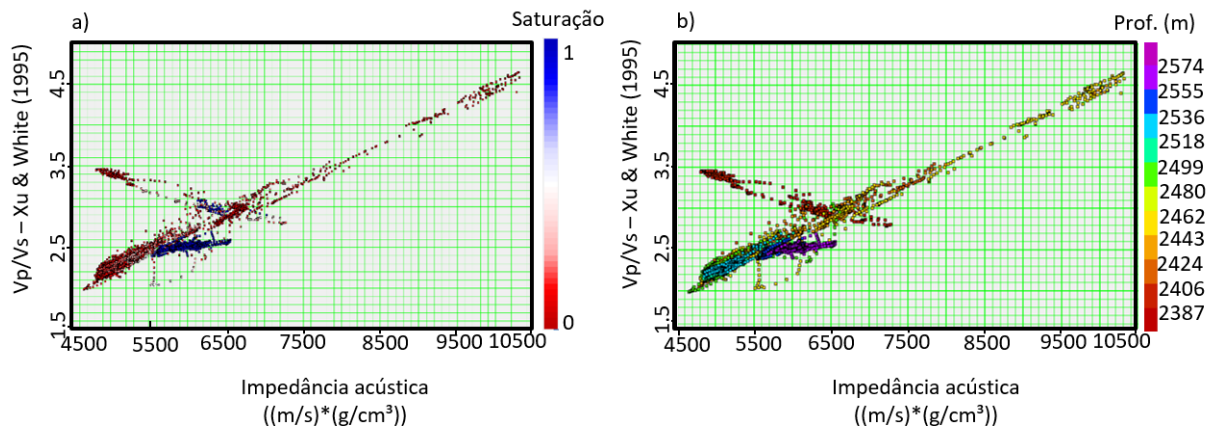 a)
Saturação
1
0
Vp/Vs – Xu & White (1995)
4.5
3.5
2.5
1.5
4500 5500 6500 7500 8500 9500 10500
Impedância acústica
((m/s)*(g/cm³))
b)
Prof. (m)
2574
2555
2536
2518
2499
2480
2462
2443
2424
2406
2387
Vp/Vs – Xu & White (1995)
4.5
3.5
2.5
1.5
4500 5500 6500 7500 8500 9500 10500
Impedância acústica
((m/s)*(g/cm³))